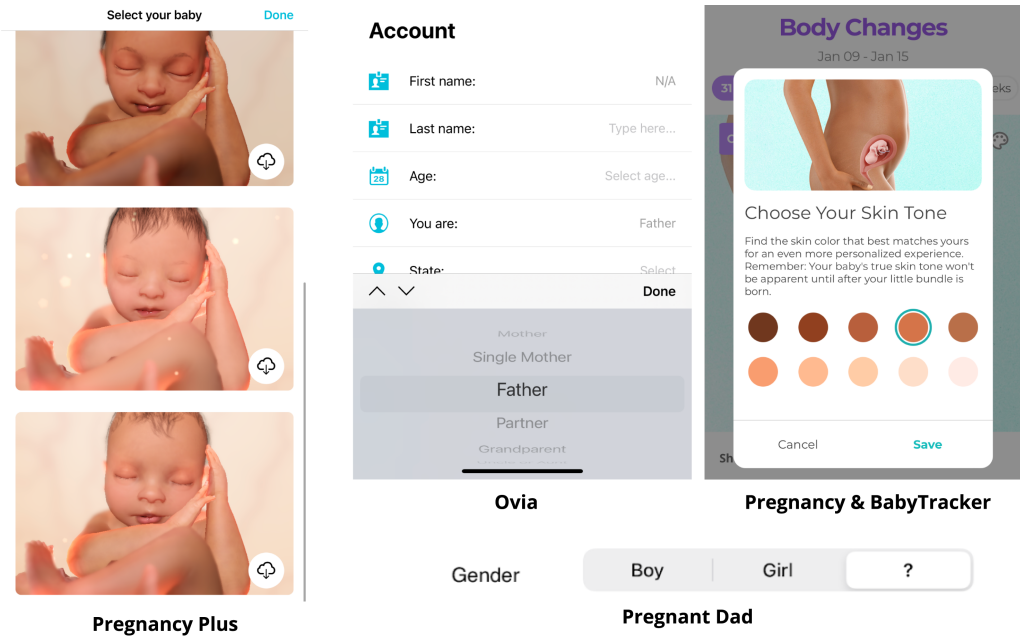 Select your baby
Done
Pregnancy Plus
Account
First name:
N/A
Last name:
Type here...
28
Age:
Select age...
You are:
Father
State:
Select
Done
Mother
Single Mother
Father
Partner
Grandparent
Ovia
Body Changes
Jan 09 - Jan 15
31
eks
Choose Your Skin Tone
Find the skin color that best matches yours
for an even more personalized experience.
Remember: Your baby's true skin tone won't
be apparent until after your little bundle is
born.
Cancel
Save
Sh
Pregnancy & BabyTracker
Gender
Boy
Girl
?
Pregnant Dad